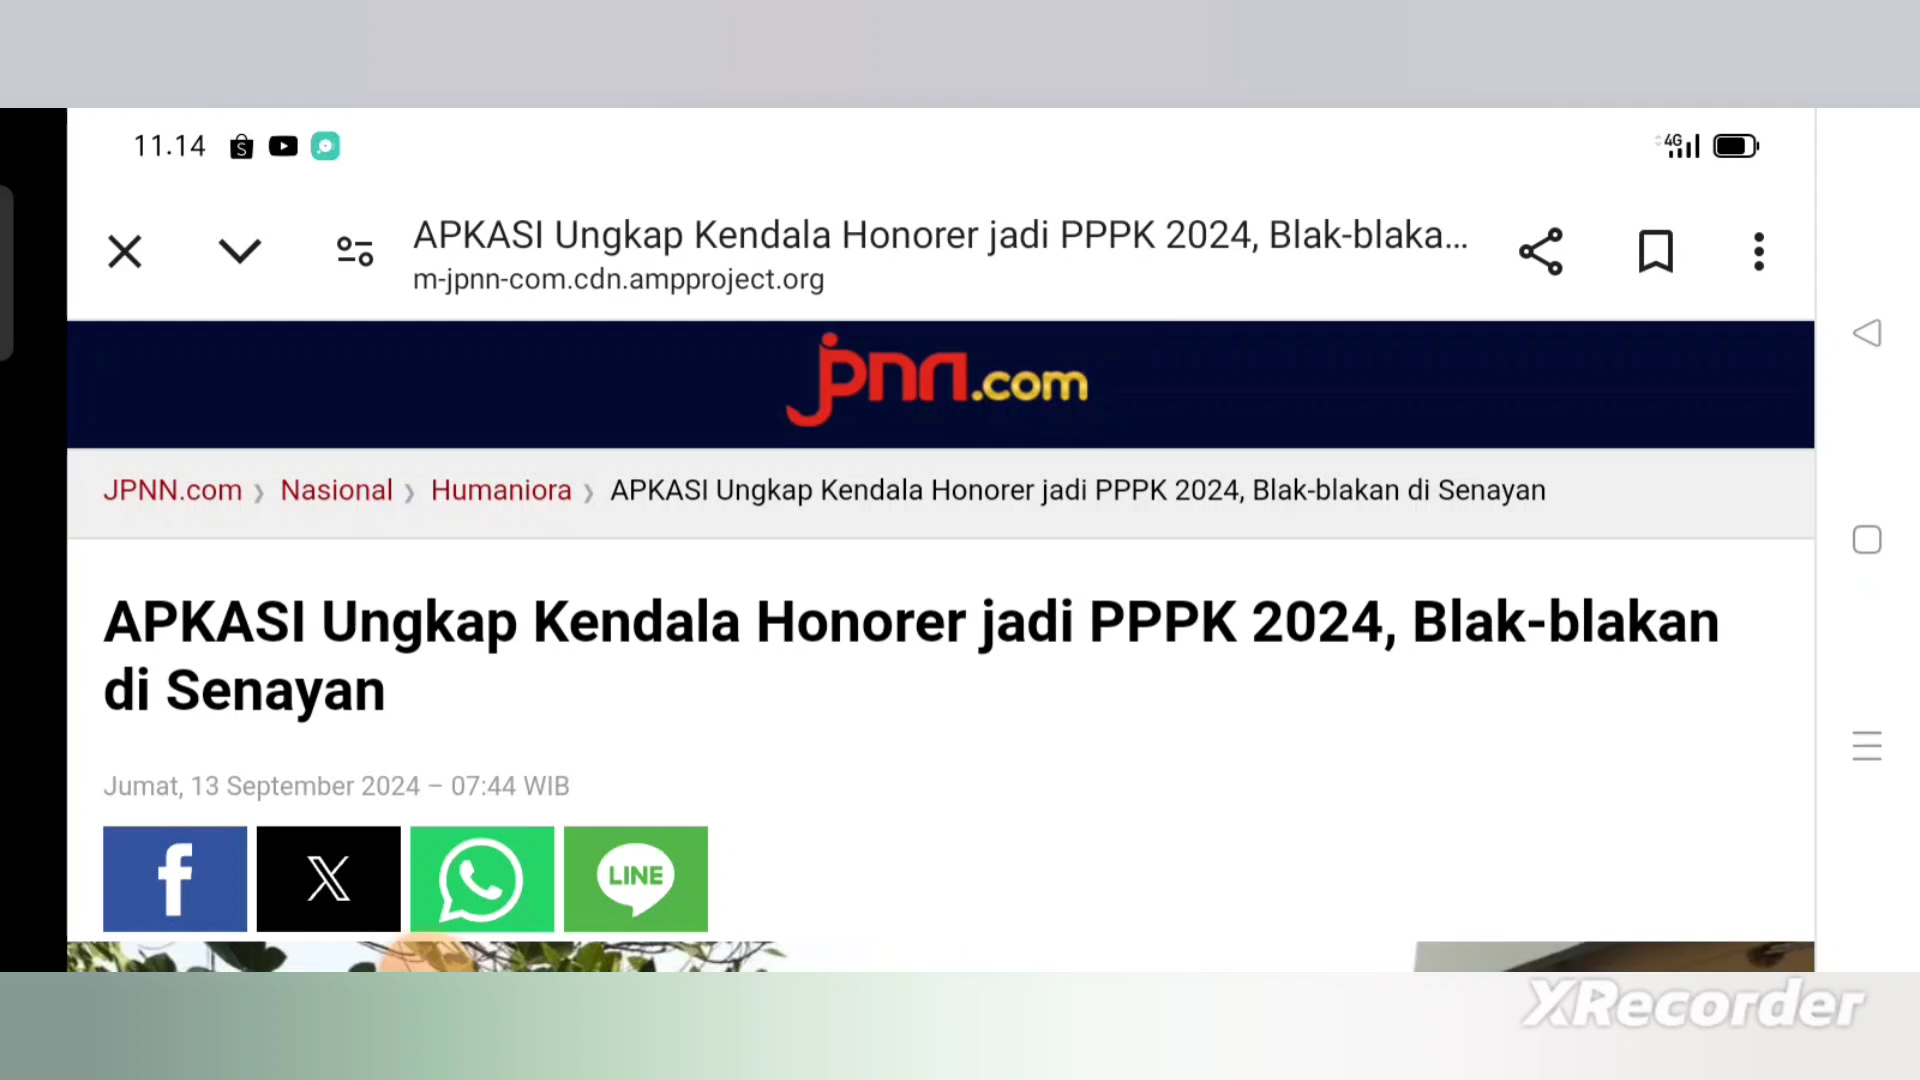 11.14
4G
APKASI Ungkap Kendala Honorer jadi PPPK 2024, Blak-blaka...
m-jpnn-com.cdn.ampproject.org
jpnn.com
JPNN.com › Nasional › Humaniora › APKASI Ungkap Kendala Honorer jadi PPPK 2024, Blak-blakan di Senayan
APKASI Ungkap Kendala Honorer jadi PPPK 2024, Blak-blakan
di Senayan
Jumat, 13 September 2024 – 07:44 WIB
LINE
XRecorder